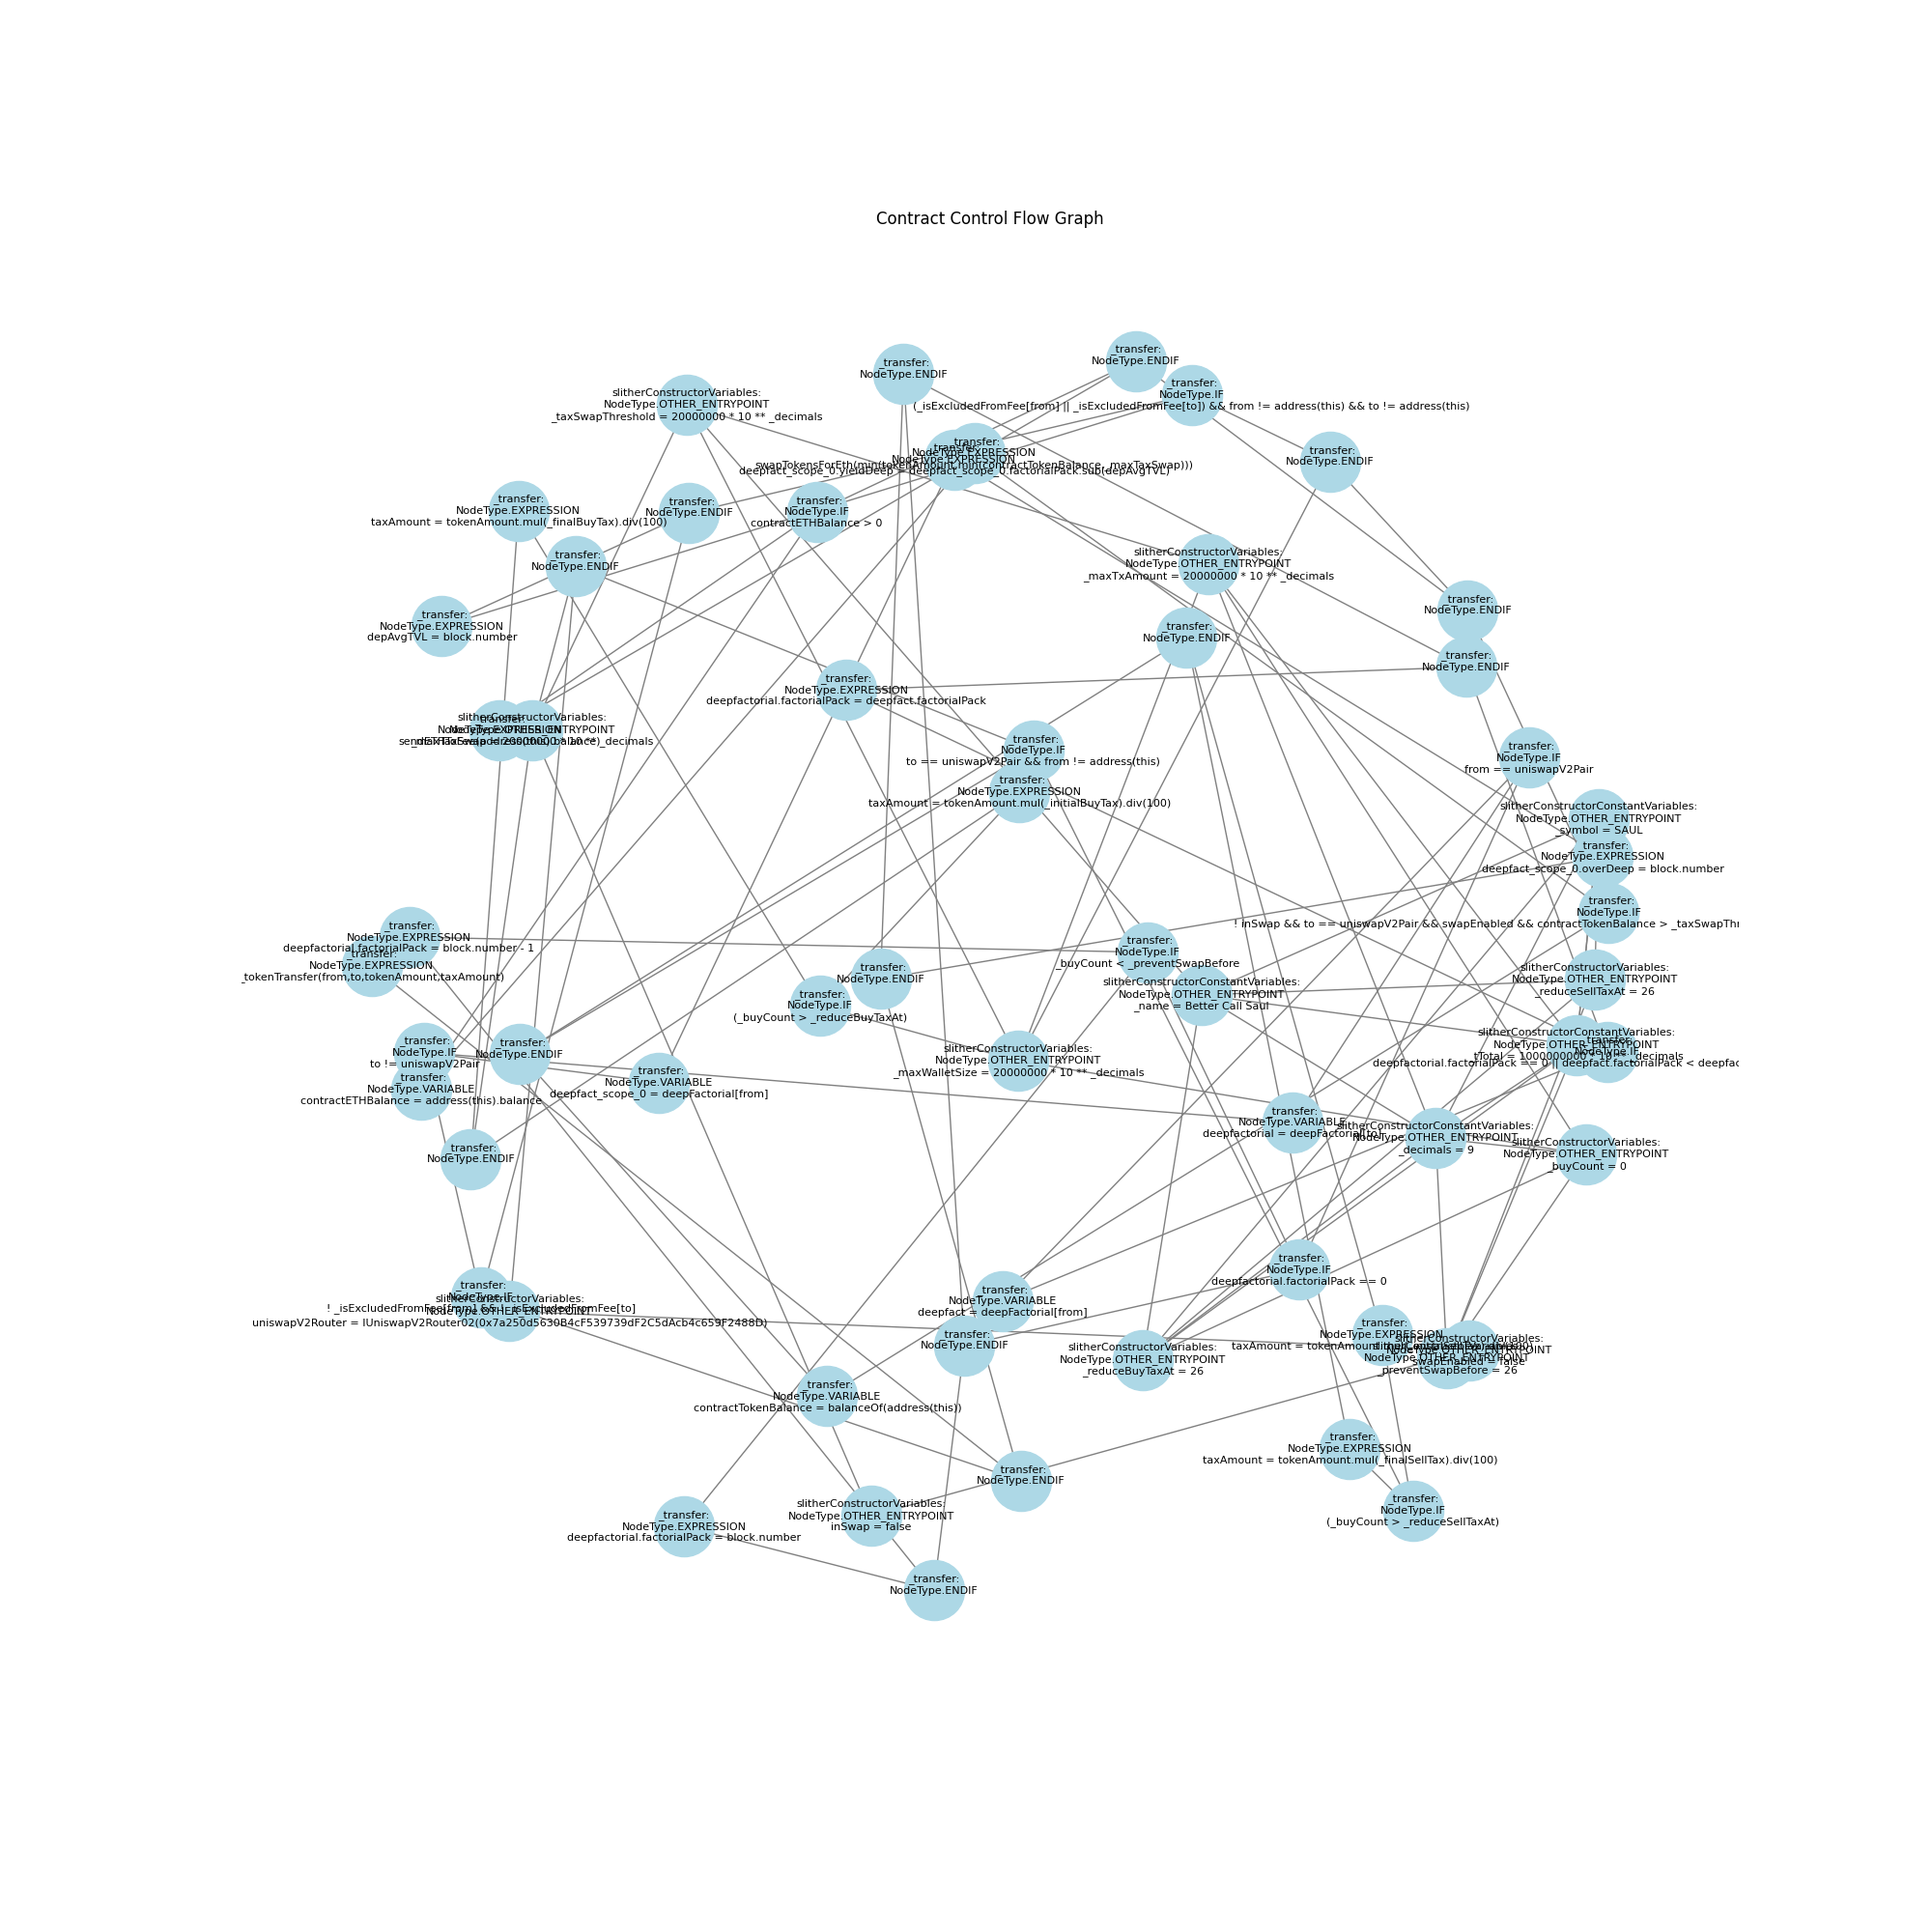 Contract Control Flow Graph
_transfer:
NodeType.ENDIF
_transfer:
NodeType.ENDIF
_transfer:
NodeType.IF
(_isExcludedFromFee[from] || _isExcludedFromFee[to]) && from != address(this) && to != address(this)
slitherConstructorVariables:
NodeType.OTHER_ENTRYPOINT
_taxSwapThreshold = 20000000 * 10 ** _decimals
_transfer:
NodeType.EXPRESSION
swapTokensForEth(min(tokenAmount,min(contractTokenBalance,_maxTaxSwap)))
_transfer:
NodeType.EXPRESSION
deepfact_scope_0.yieldDeep = deepfact_scope_0.factorialPack.sub(depAvgTVL)
_transfer:
NodeType.ENDIF
_transfer:
NodeType.EXPRESSION
taxAmount = tokenAmount.mul(_finalBuyTax).div(100)
_transfer:
NodeType.ENDIF
_transfer:
NodeType.IF
contractETHBalance > 0
_transfer:
NodeType.ENDIF
slitherConstructorVariables:
NodeType.OTHER_ENTRYPOINT
_maxTxAmount = 20000000 * 10 ** _decimals
_transfer:
NodeType.EXPRESSION
depAvgTVL = block.number
_transfer:
NodeType.ENDIF
_transfer:
NodeType.ENDIF
_transfer:
NodeType.ENDIF
_transfer:
NodeType.EXPRESSION
deepfactorial.factorialPack = deepfact.factorialPack
slitherConstructorVariables:
_transfer:
NodeType.IF
to == uniswapV2Pair && from != address(this)
_transfer:
NodeType.IF
from == uniswapV2Pair
_transfer:
NodeType.EXPRESSION
taxAmount = tokenAmount.mul(_initialBuyTax).div(100)
slitherConstructorConstantVariables:
NodeType.OTHER_ENTRYPOINT
_symbol = SAUL
_transfer:
NodeType.EXPRESSION
deepfact_scope_0.overDeep = block.number
_transfer:
NodeType.IF
! inSwap && to == uniswapV2Pair && swapEnabled && contractTokenBalance > _taxSwapThr
_transfer:
NodeType.EXPRESSION
deepfactorial.factorialPack = block.number - 1
_transfer:
NodeType.EXPRESSION
_tokenTransfer(from,to,tokenAmount,taxAmount)
_transfer:
NodeType.IF
_buyCount < _preventSwapBefore
_transfer:
NodeType.ENDIF
slitherConstructorVariables:
NodeType.OTHER_ENTRYPOINT
_reduceSellTaxAt = 26
slitherConstructorConstantVariables:
NodeType.OTHER_ENTRYPOINT
_name = Better Call Saul
_transfer:
NodeType.IF
(_buyCount > _reduceBuyTaxAt)
slitherConstructorConstantVariables:
NodeType.OTHER_ENTRYPOINT
_tTotal = 1000000000 * 10 ** _decimals
_transfer:
NodeType.IF
deepfactorial.factorialPack == 0 || deepfact.factorialPack < deepfac
_transfer:
NodeType.IF
to != uniswapV2Pair
_transfer:
NodeType.ENDIF
slitherConstructorVariables:
NodeType.OTHER_ENTRYPOINT
_maxWalletSize = 20000000 * 10 ** _decimals
_transfer:
NodeType.VARIABLE
contractETHBalance = address(this).balance
_transfer:
NodeType.VARIABLE
deepfact_scope_0 = deepFactorial[from]
_transfer:
NodeType.VARIABLE
deepfactorial = deepFactorial[to]
slitherConstructorConstantVariables:
NodeType.OTHER_ENTRYPOINT
_decimals = 9
slitherConstructorVariables:
NodeType.OTHER_ENTRYPOINT
_buyCount = 0
_transfer:
NodeType.ENDIF
_transfer:
NodeType.IF
deepfactorial.factorialPack == 0
_transfer:
NodeType.IF
! _isExcludedFromFee[from] && ! _isExcludedFromFee[to]
slitherConstructorVariables:
NodeType.OTHER_ENTRYPOINT
uniswapV2Router = IUniswapV2Router02(0x7a250d5630B4cF539739dF2C5dAcb4c659F2488D)
_transfer:
NodeType.VARIABLE
deepfact = deepFactorial[from]
_transfer:
NodeType.ENDIF
slitherConstructorVariables:
NodeType.OTHER_ENTRYPOINT
_reduceBuyTaxAt = 26
_transfer:
NodeType.EXPRESSION
slitherConstructorVariables:
NodeType.OTHER_ENTRYPOINT
swapEnabled = false
NodeType.OTHER_ENTRYPOINT
_preventSwapBefore = 26
_transfer:
NodeType.VARIABLE
contractTokenBalance = balanceOf(address(this))
_transfer:
NodeType.EXPRESSION
taxAmount = tokenAmount.mul(_finalSellTax).div(100)
_transfer:
NodeType.ENDIF
_transfer:
NodeType.IF
(_buyCount > _reduceSellTaxAt)
slitherConstructorVariables:
NodeType.OTHER_ENTRYPOINT
inSwap = false
_transfer:
NodeType.EXPRESSION
deepfactorial.factorialPack = block.number
_transfer:
NodeType.ENDIF